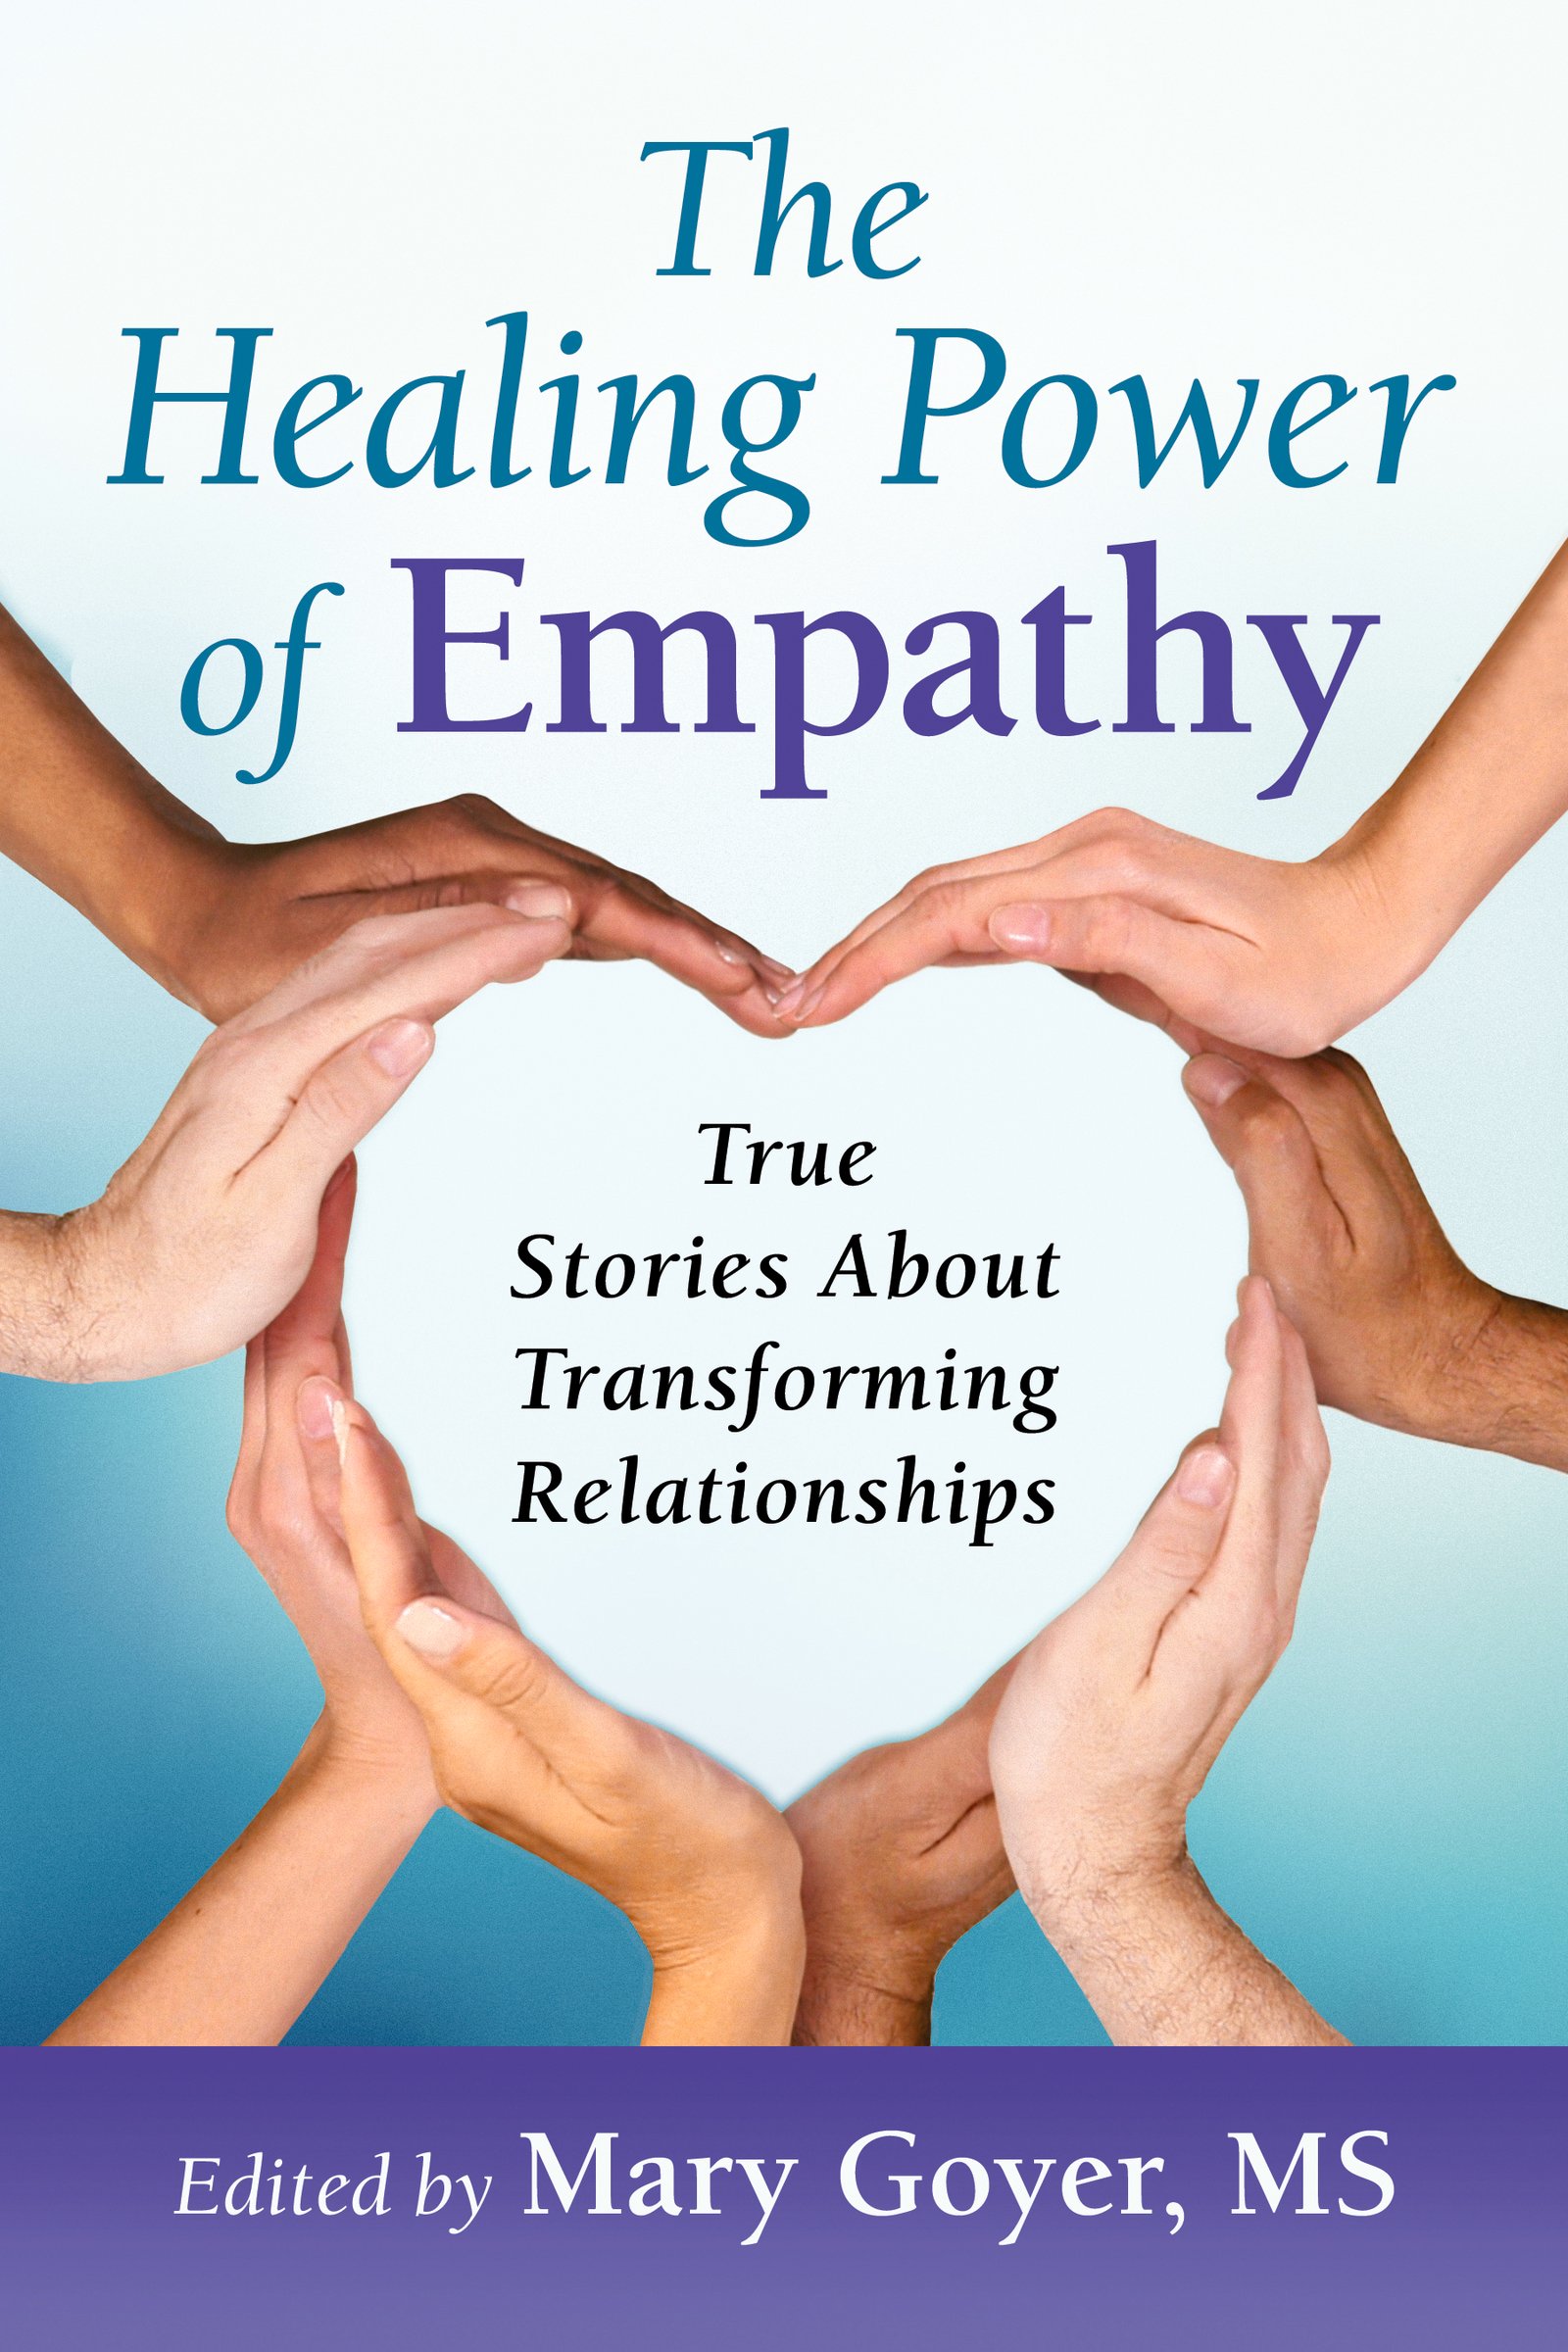 The
Healing Power
of Empathy
True
Stories About
Transforming
Relationships
Edited by Mary Goyer, MS